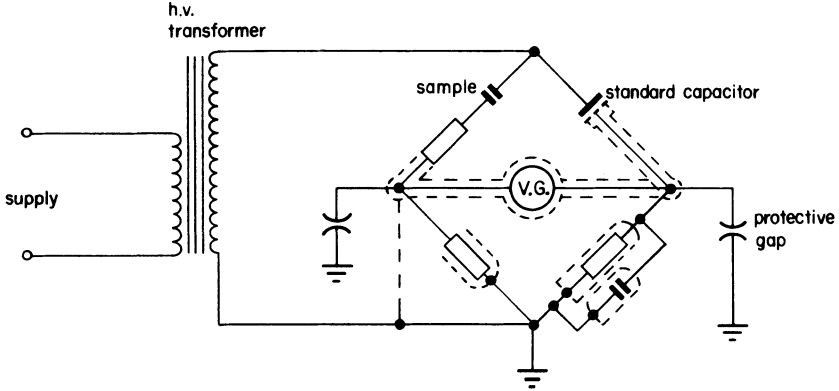 h.v.
transformer
sample
standard capacitor
V.G.
supply
protective
gap